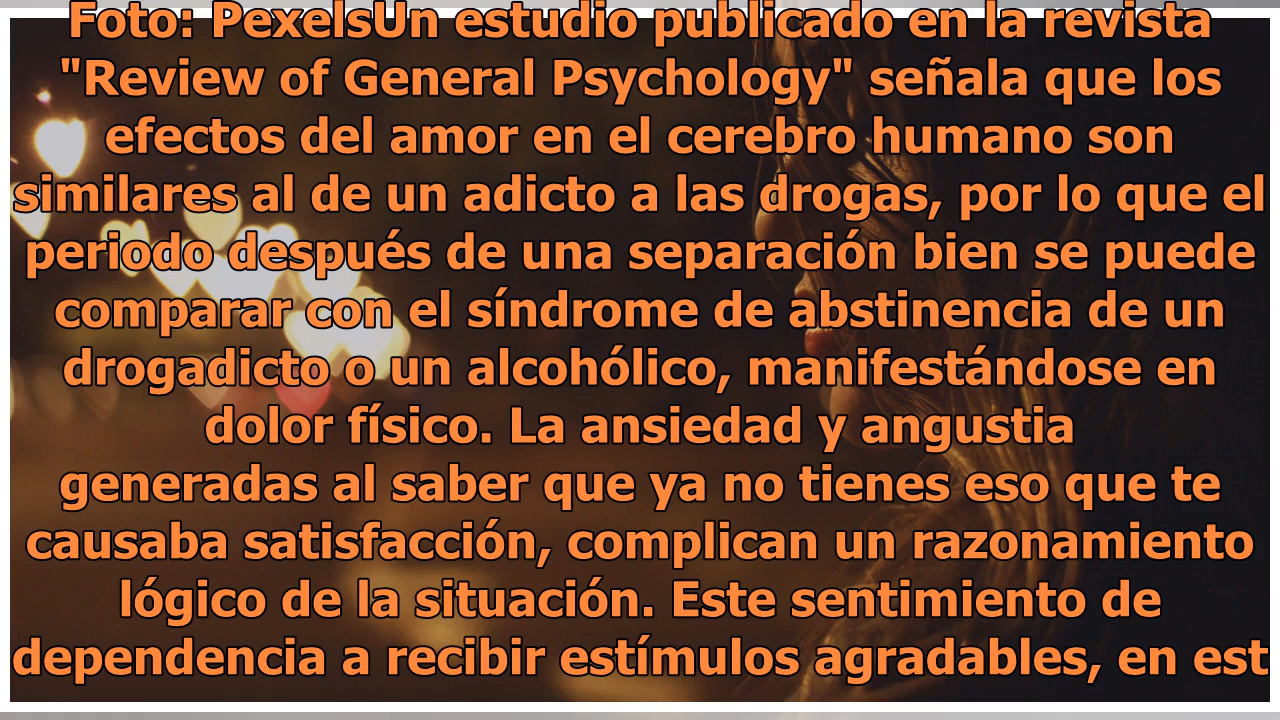 Foto: PexelsUn estudio publicado en la revista
"Review of General Psychology" señala que los
efectos del amor en el cerebro humano son
similares al de un adicto a las drogas, por lo que el
periodo después de una separación bien se puede
comparar con el síndrome de abstinencia de un
drogadicto o un alcohólico, manifestándose en
dolor físico. La ansiedad y angustia
generadas al saber que ya no tienes eso que te
causaba satisfacción, complican un razonamiento
lógico de la situación. Este sentimiento de
dependencia a recibir estímulos agradables, en est